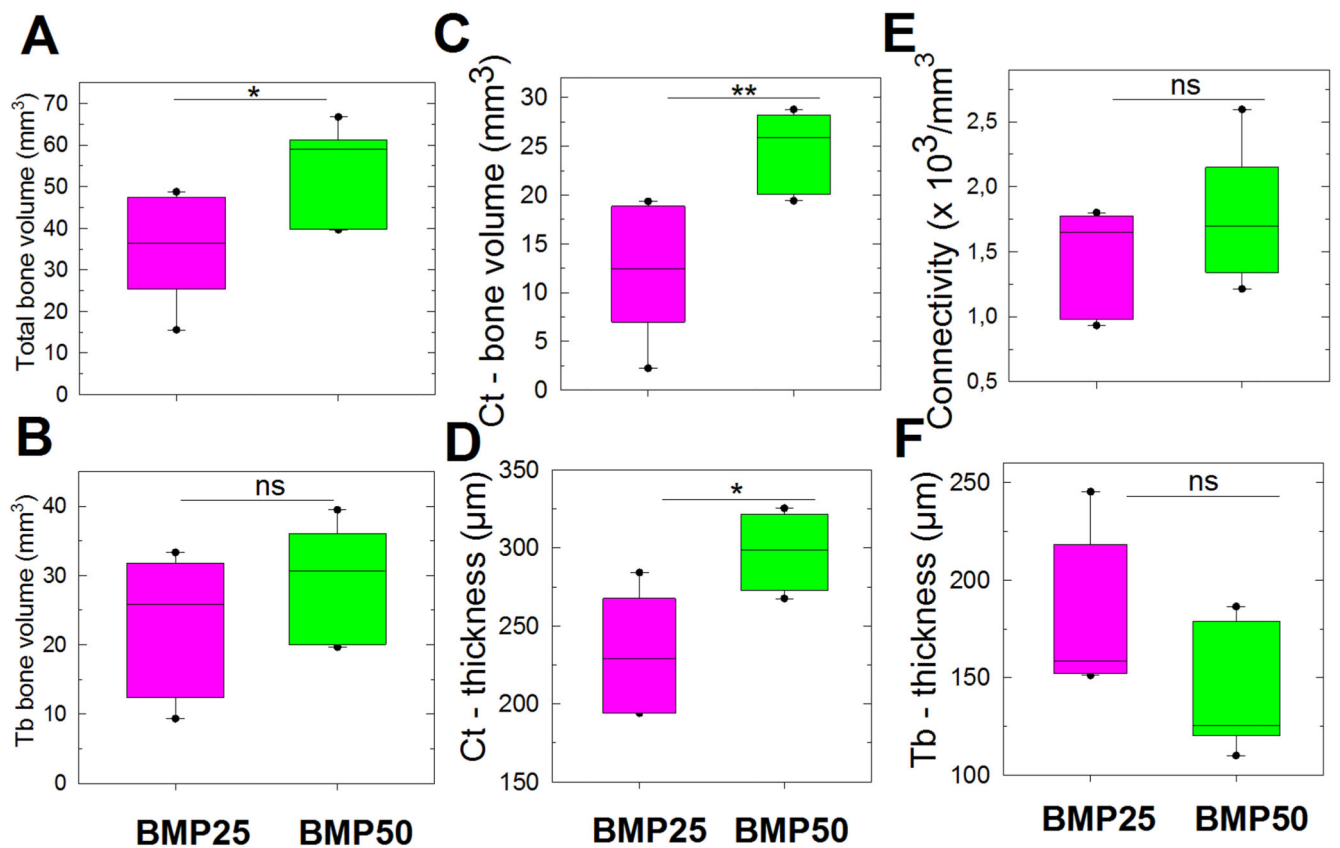 A
Total bone volume (mm³)
70
60
50
40
30
20
10
0
*
B
Tb bone volume (mm³)
40
30
20
10
0
ns
BMP25
BMP50
C
Ct - bone volume (mm³)
30
25
20
15
10
5
0
**
D
Ct - thickness (µm)
350
300
250
200
150
*
BMP25
BMP50
E
Connectivity (x 10³/mm³
2,5
2,0
1,5
1,0
0,5
ns
F
Tb - thickness (µm)
250
200
150
100
ns
BMP25
BMP50